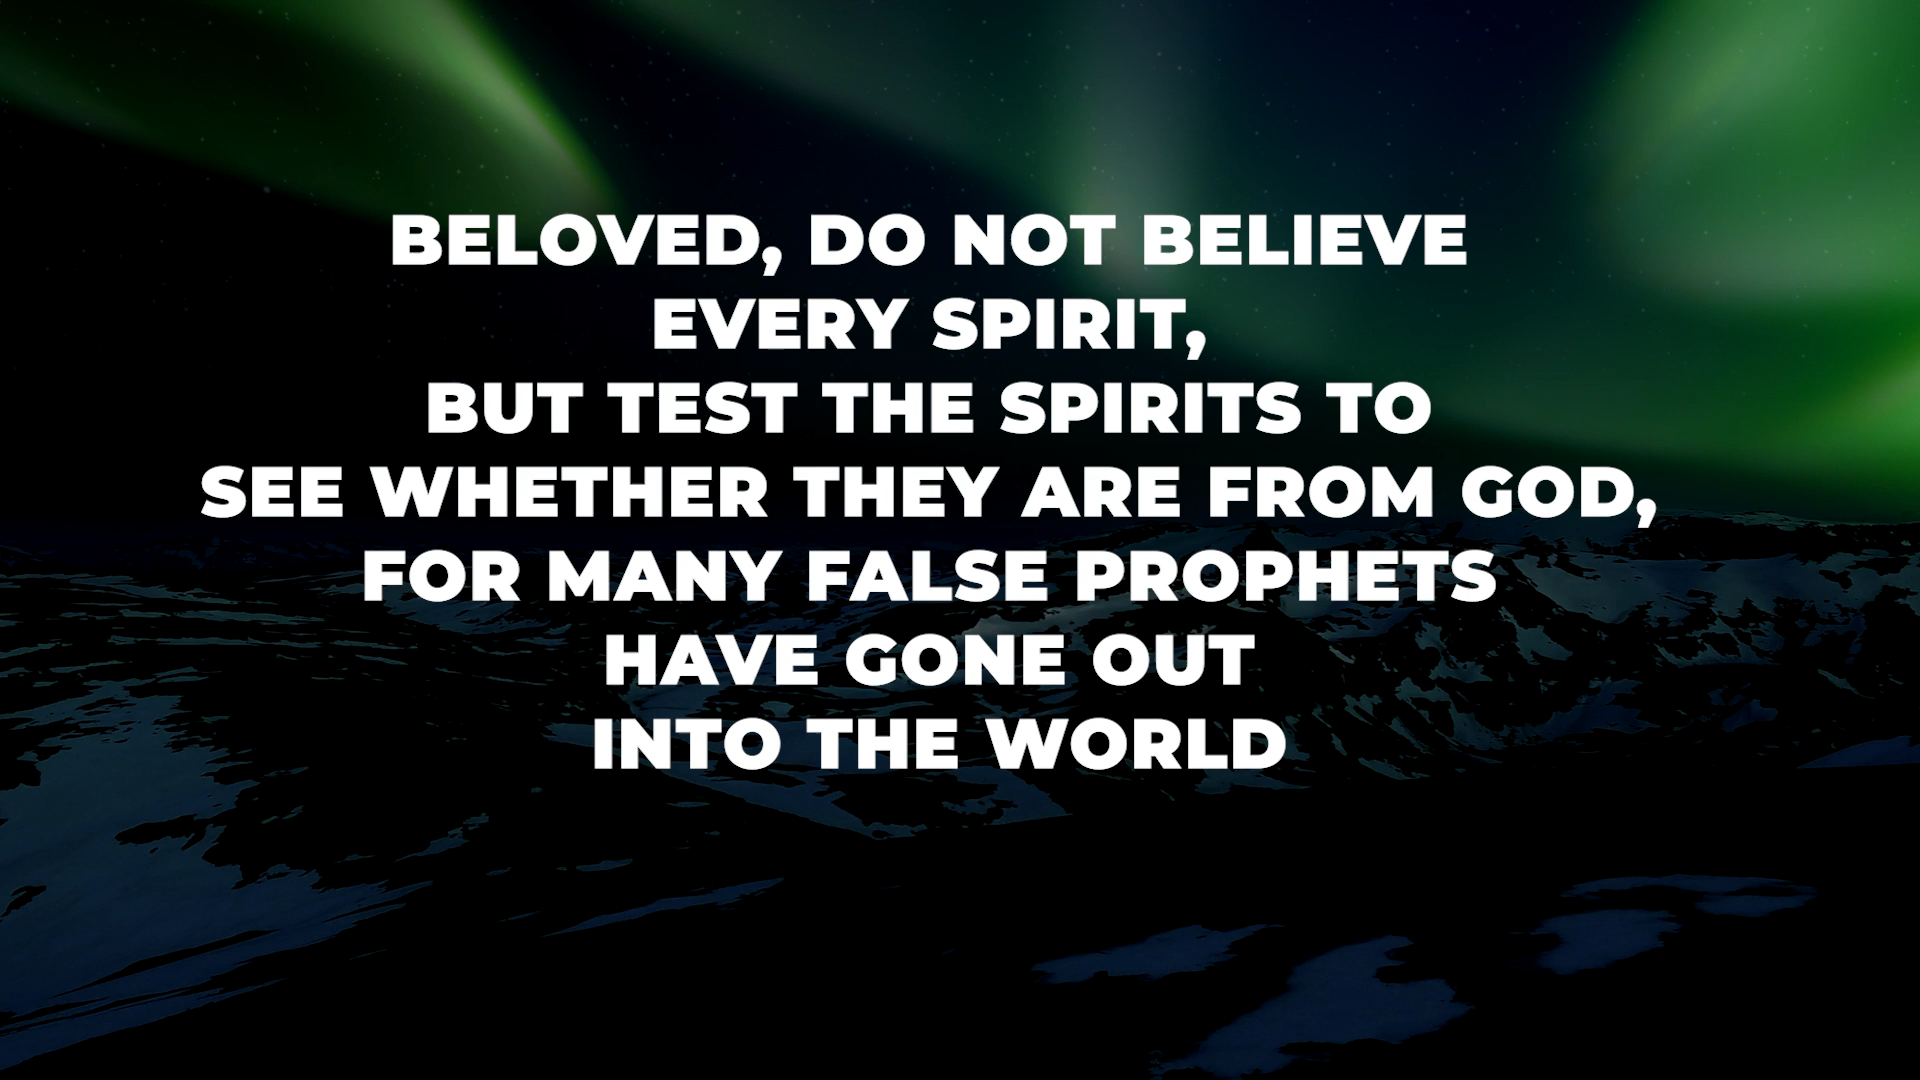 BELOVED, DO NOT BELIEVE
EVERY SPIRIT,
BUT TEST THE SPIRITS TO
SEE WHETHER THEY ARE FROM GOD,
FOR MANY FALSE PROPHETS
HAVE GONE OUT
INTO THE WORLD